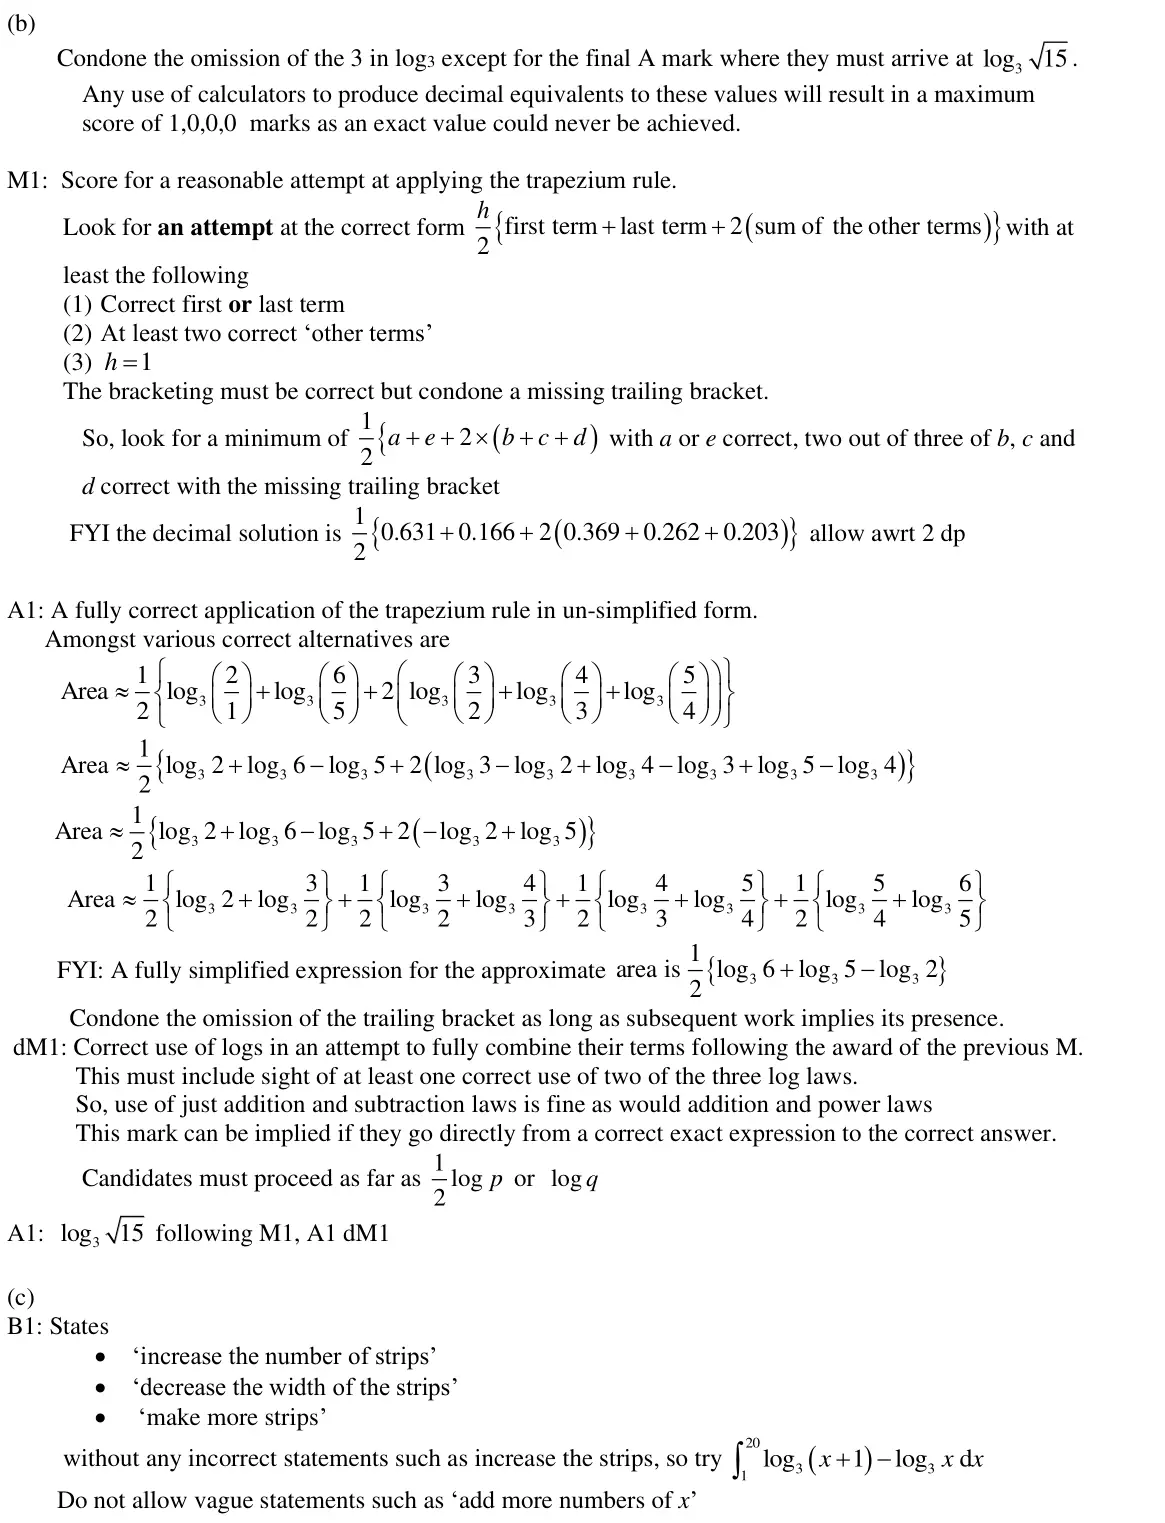 (b)
Condone the omission of the 3 in log₃ except for the final A mark where they must arrive at log₃ √15 .
Any use of calculators to produce decimal equivalents to these values will result in a maximum
score of 1,0,0,0 marks as an exact value could never be achieved.
M1: Score for a reasonable attempt at applying the trapezium rule.
Look for an attempt at the correct form h/2 {first term + last term + 2(sum of the other terms)} with at
least the following
(1) Correct first or last term
(2) At least two correct ‘other terms’
(3) h = 1
The bracketing must be correct but condone a missing trailing bracket.
So, look for a minimum of 1/2 {a + e + 2×(b + c + d) with a or e correct, two out of three of b, c and
d correct with the missing trailing bracket
FYI the decimal solution is 1/2 {0.631 + 0.166 + 2(0.369 + 0.262 + 0.203)} allow awrt 2 dp
A1: A fully correct application of the trapezium rule in un-simplified form.
Amongst various correct alternatives are
Area ≈ 1/2 {log₃ (2/1) + log₃ (6/5) + 2(log₃ (3/2) + log₃ (4/3) + log₃ (5/4))}
Area ≈ 1/2 {log₃ 2 + log₃ 6 − log₃ 5 + 2(log₃ 3 − log₃ 2 + log₃ 4 − log₃ 3 + log₃ 5 − log₃ 4)}
Area ≈ 1/2 {log₃ 2 + log₃ 6 − log₃ 5 + 2(−log₃ 2 + log₃ 5)}
Area ≈ 1/2 {log₃ 2 + log₃ 3/2} + 1/2 {log₃ 3/2 + log₃ 4/3} + 1/2 {log₃ 4/3 + log₃ 5/4} + 1/2 {log₃ 5/4 + log₃ 6/5}
FYI: A fully simplified expression for the approximate area is 1/2 {log₃ 6 + log₃ 5 − log₃ 2}
Condone the omission of the trailing bracket as long as subsequent work implies its presence.
dM1: Correct use of logs in an attempt to fully combine their terms following the award of the previous M.
This must include sight of at least one correct use of two of the three log laws.
So, use of just addition and subtraction laws is fine as would addition and power laws
This mark can be implied if they go directly from a correct exact expression to the correct answer.
Candidates must proceed as far as 1/2 log p or log q
A1: log₃ √15 following M1, A1 dM1
(c)
B1: States
• ‘increase the number of strips’
• ‘decrease the width of the strips’
• ‘make more strips’
without any incorrect statements such as increase the strips, so try ∫₁²⁰ log₃ (x + 1) − log₃ x dx
Do not allow vague statements such as ‘add more numbers of x’